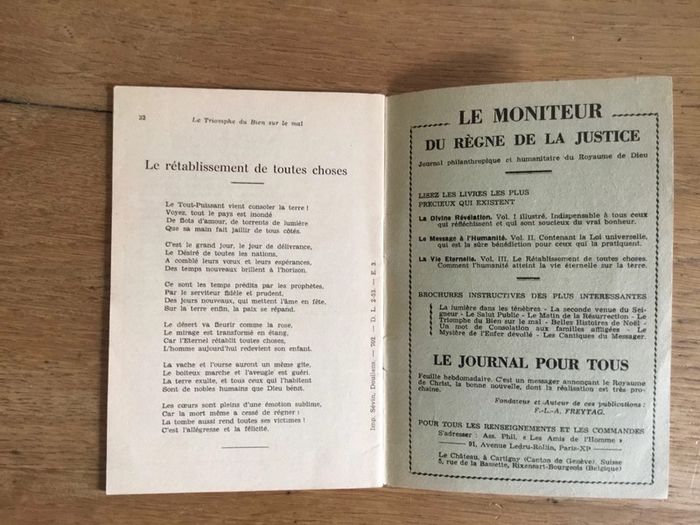 32
Le Triomphe du Bien sur le mal
Le rétablissement de toutes choses
Le Tout-Puissant vient consoler la terre !
Voyez, tout le pays est inondé
De flots d'amour, de torrents de lumière
Que sa main fait jaillir de tous côtés.
C'est le grand jour, le jour de délivrance,
Le Désiré de toutes les nations,
A comblé leurs vœux et leurs espérances,
Des temps nouveaux brillent à l'horizon.
Ce sont les temps prédits par les prophètes,
Par le serviteur fidèle et prudent,
Des jours nouveaux, qui mettent l'âme en fête,
Sur la terre enfin, la paix se répand.
Le désert va fleurir comme la rose,
Le mirage est transformé en étang,
Car l'Eternel rétablit toutes choses,
L'homme aujourd'hui redevient son enfant.
La vache et l'ourse auront un même gîte,
Le boiteux marche et l'aveugle est guéri.
La terre exulte, et tous ceux qui l'habitent
Sont de nobles humains que Dieu bénit.
Les cœurs sont pleins d'une émotion sublime,
Car la mort même a cessé de régner :
La tombe aussi rend toutes ses victimes !
C'est l'allégresse et la félicité.
Imp. Sévin, Doullens. — 702. — D. L. 2-53. — E. 3.
LE MONITEUR
DU RÈGNE DE LA JUSTICE
Journal philanthropique et humanitaire du Royaume de Dieu
LISEZ LES LIVRES LES PLUS
PRÉCIEUX QUI EXISTENT
La Divine Révélation. Vol. I illustré. Indispensable à tous ceux
qui réfléchissent et qui sont soucieux du vrai bonheur.
Le Message à l'Humanité. Vol. II. Contenant la Loi universelle,
qui est la sûre bénédiction pour ceux qui la pratiquent.
La Vie Eternelle. Vol. III. Le Rétablissement de toutes choses.
Comment l'humanité atteint la vie éternelle sur la terre.
BROCHURES INSTRUCTIVES DES PLUS INTERESSANTES
La lumière dans les ténèbres - La seconde venue du Sei-
gneur - Le Salut Public - Le Matin de la Résurrection - Le
Triomphe du Bien sur le mal - Belles Histoires de Noël -
Un mot de Consolation aux familles affligées - Le
Mystère de l'Enfer dévoilé - Les Cantiques du Messager.
LE JOURNAL POUR TOUS
Feuille hebdomadaire. C'est un messager annonçant le Royaume
de Christ, la bonne nouvelle, dont la réalisation est très pro-
chaine.
Fondateur et Auteur de ces publications :
F.-L.-A. FREYTAG.
POUR TOUS LES RENSEIGNEMENTS ET LES COMMANDES
S'adresser : Ass. Phil. « Les Amis de l'Homme »
91, Avenue Ledru-Rollin, Paris-XIe
Le Château, à Cartigny (Canton de Genève), Suisse
5, rue de la Bassette, Rixensart-Bourgeois (Belgique)